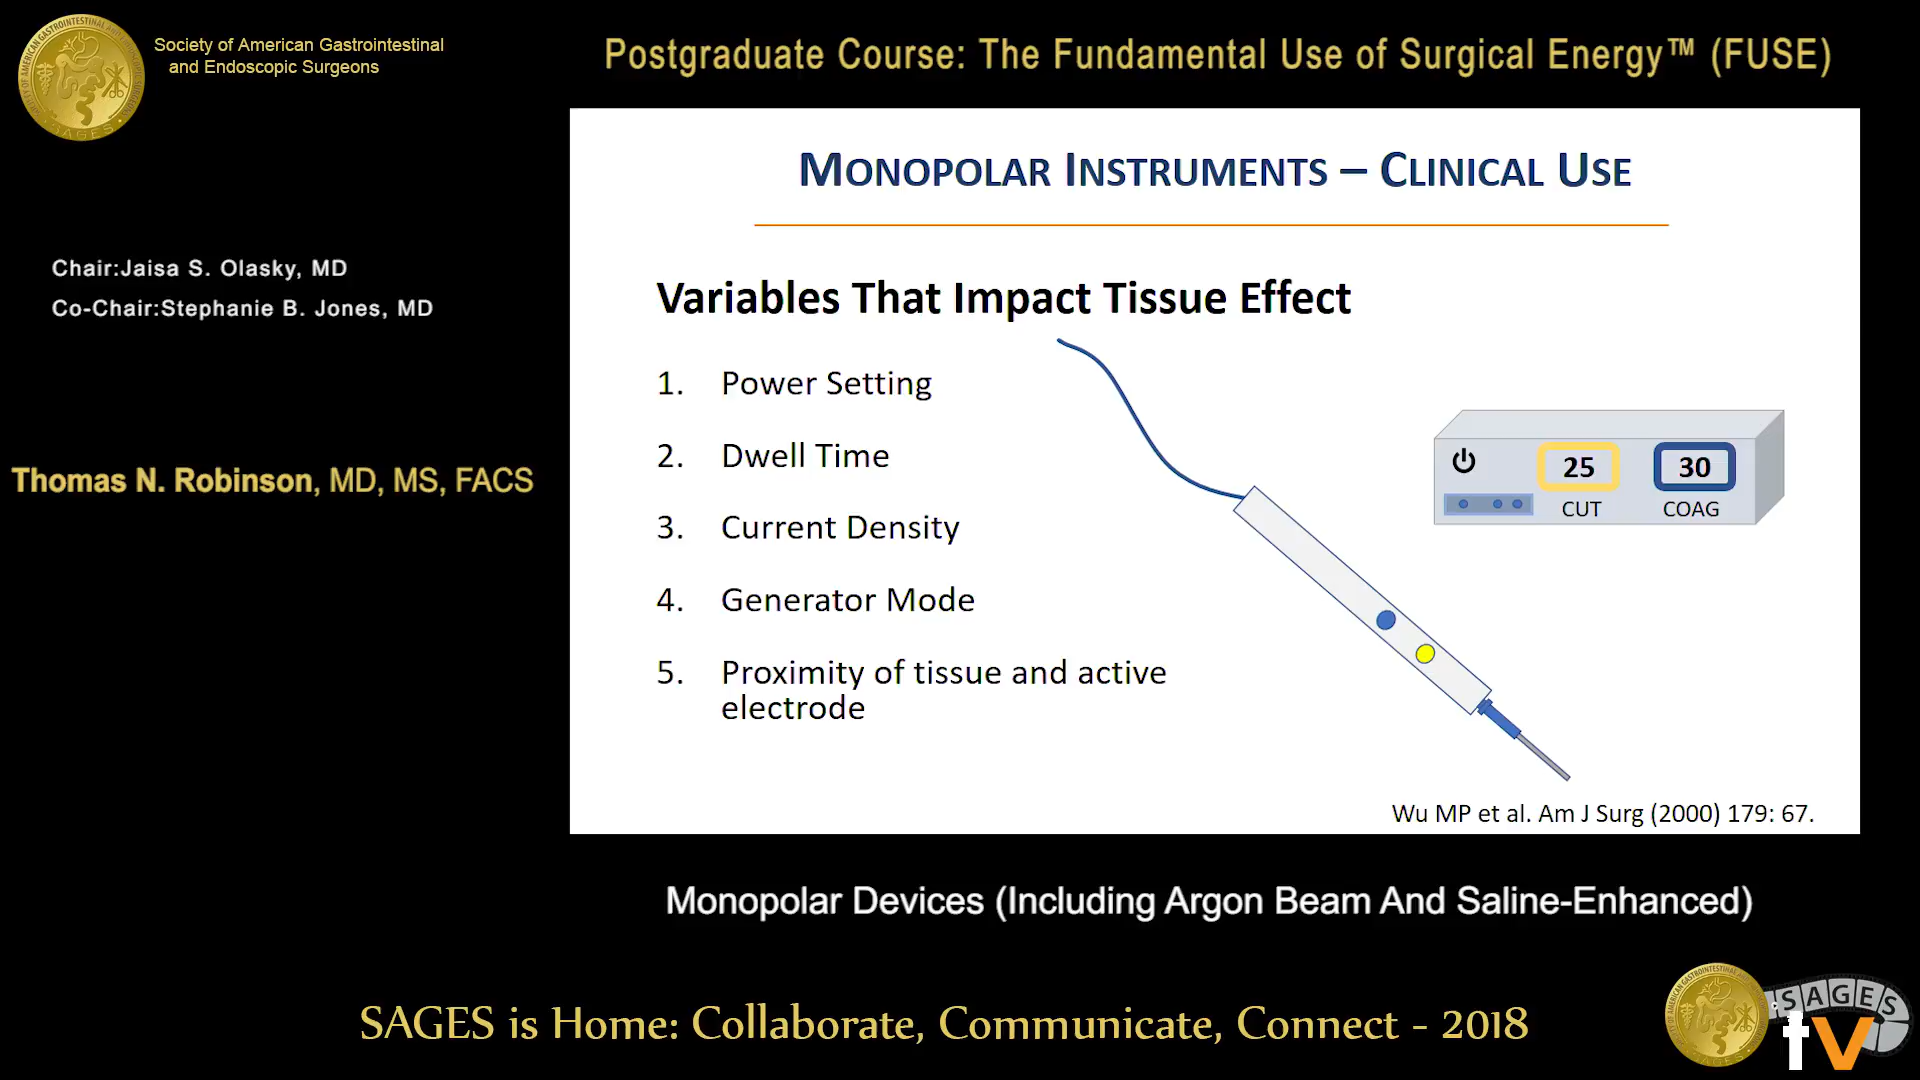 Society of American Gastrointestinal
and Endoscopic Surgeons
Postgraduate Course: The Fundamental Use of Surgical Energy™ (FUSE)
Chair:Jaisa S. Olasky, MD
Co-Chair:Stephanie B. Jones, MD
Thomas N. Robinson, MD, MS, FACS
MONOPOLAR INSTRUMENTS – CLINICAL USE
Variables That Impact Tissue Effect
1. Power Setting
2. Dwell Time
3. Current Density
4. Generator Mode
5. Proximity of tissue and active
electrode
25
30
CUT
COAG
Wu MP et al. Am J Surg (2000) 179: 67.
Monopolar Devices (Including Argon Beam And Saline-Enhanced)
SAGES is Home: Collaborate, Communicate, Connect - 2018
SAGES
tv